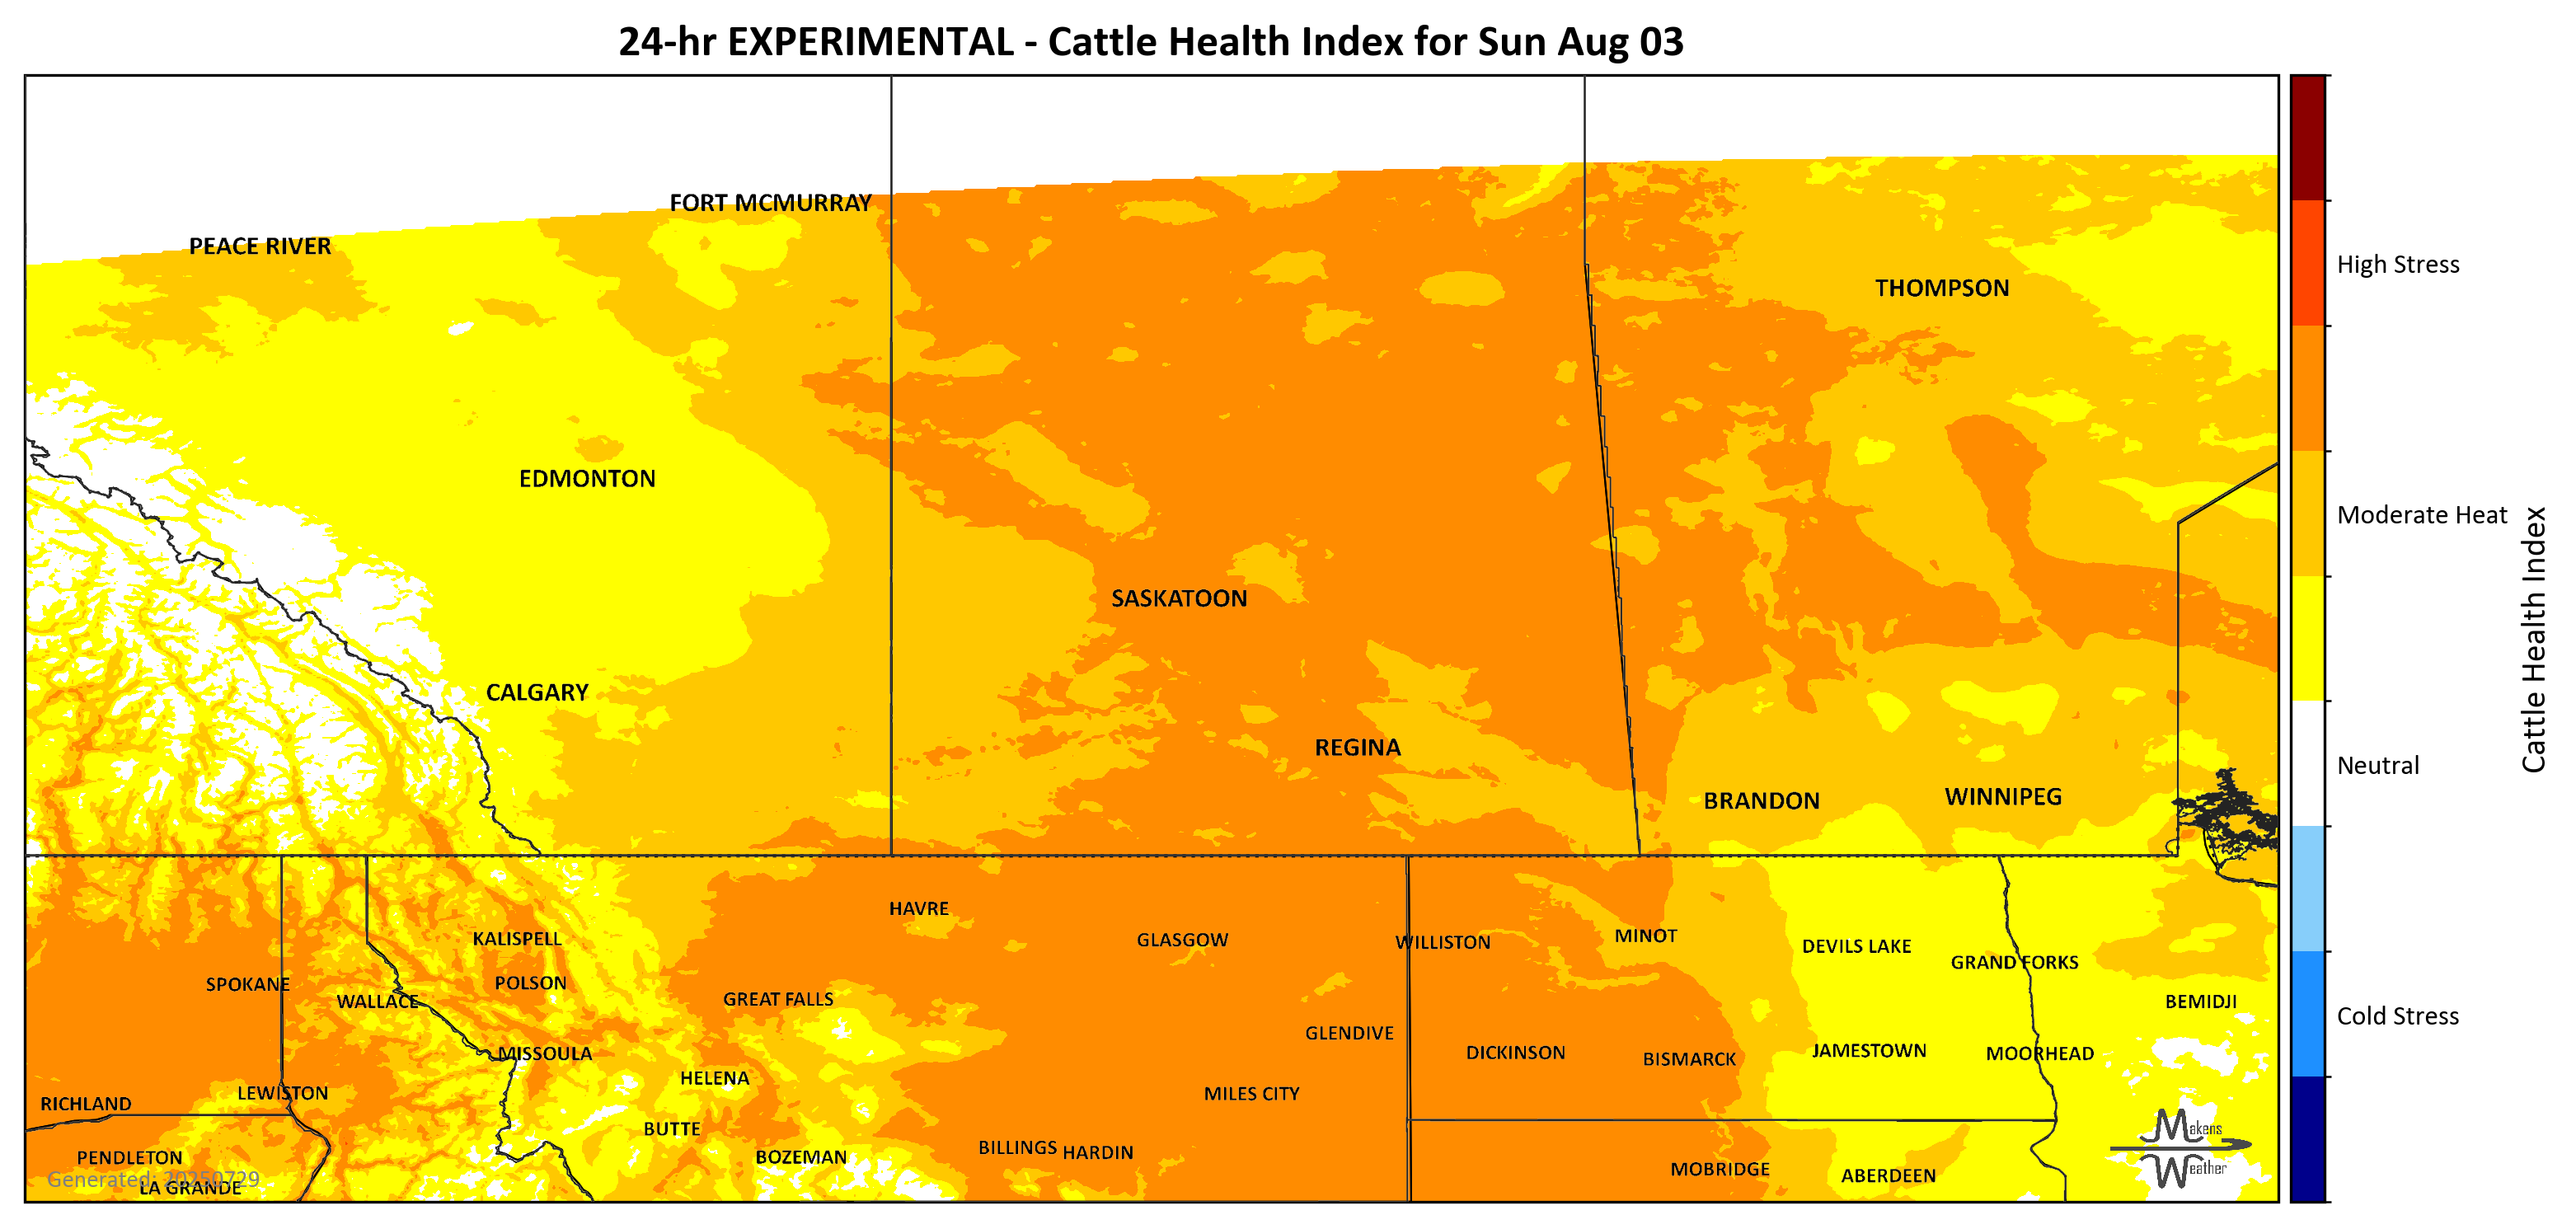 24-hr EXPERIMENTAL - Cattle Health Index for Sun Aug 03
FORT MCMURRAY
PEACE RIVER
THOMPSON
High Stress
EDMONTON
Moderate Heat
SASKATOON
Cattle Health Index
CALGARY
REGINA
Neutral
BRANDON
WINNIPEG
HAVRE
KALISPELL
GLASGOW
WILLISTON
MINOT
DEVILS LAKE
GRAND FORKS
SPOKANE
POLSON
WALLACE
GREAT FALLS
BEMIDJI
Cold Stress
GLENDIVE
MISSOULA
DICKINSON
BISMARCK
JAMESTOWN
MOORHEAD
HELENA
LEWISTON
MILES CITY
RICHLAND
BUTTE
Makens
Weather
PENDLETON
BOZEMAN
BILLINGS
HARDIN
MOBRIDGE
ABERDEEN
Generated: 20250729
LA GRANDE